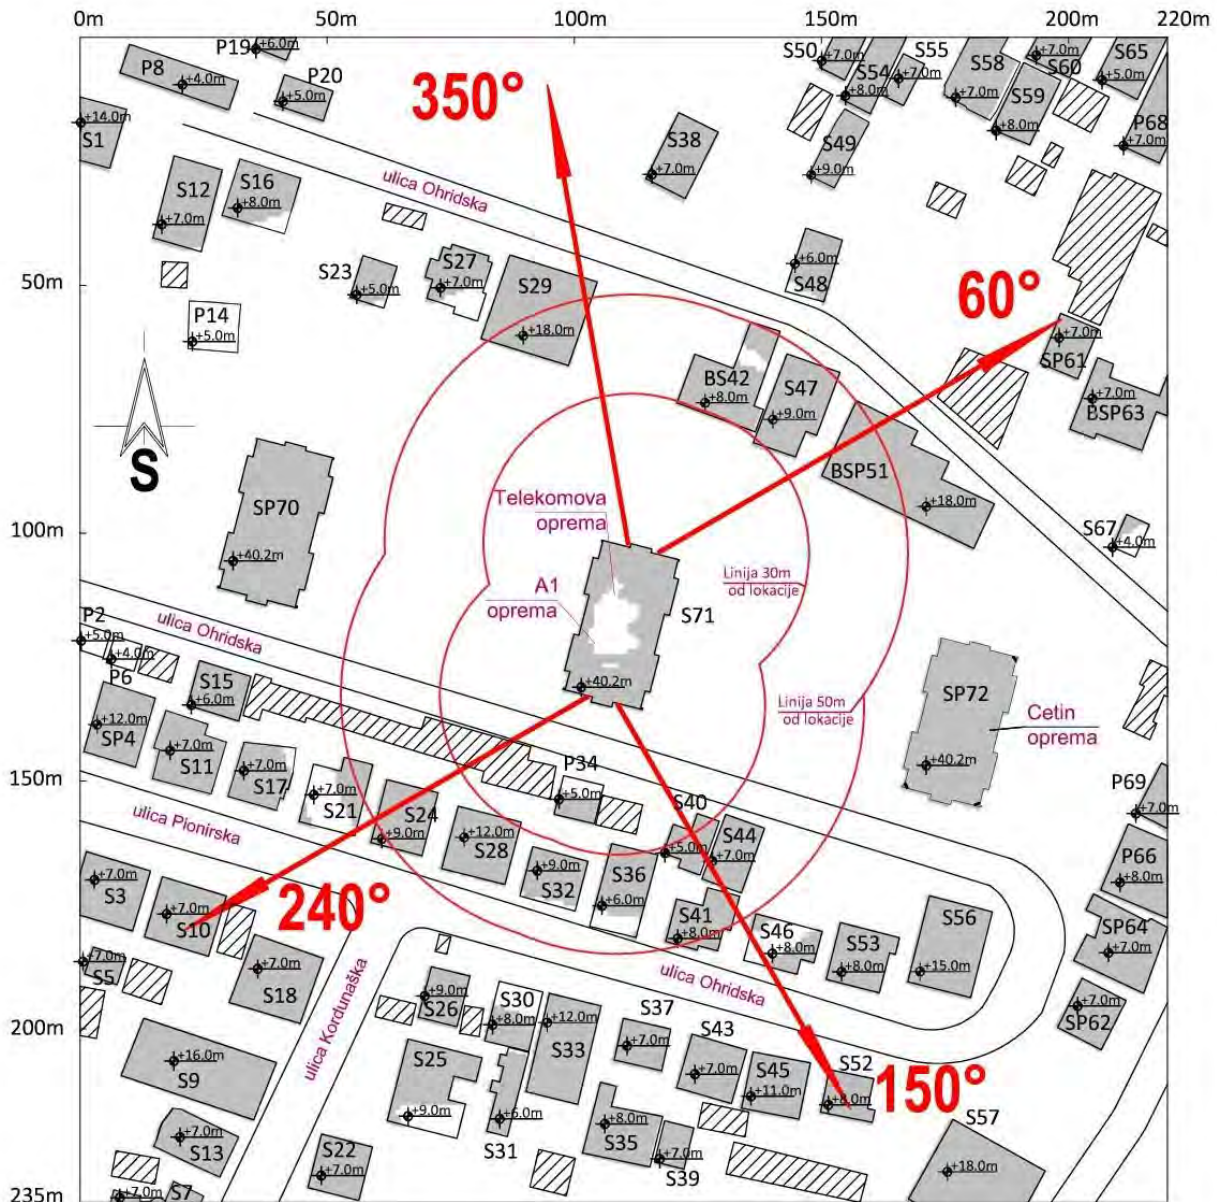 0m 50m 100m 150m 200m 220m
P19 +6.0m
P8
+4.0m
P20
+5.0m
350°
S50 +7.0m
S54
+8.0m
S55
+7.0m
S58
+7.0m
+7.0m
S60
S65
+5.0m
S59
+8.0m
P68
+7.0m
+14.0m
S1
S38
+7.0m
S49
+9.0m
S12
+7.0m
S16
+8.0m
ulica Ohridska
S23
+5.0m
S27
+7.0m
S29
+18.0m
+6.0m
S48
50m
60°
P14
+5.0m
+7.0m
SP61
BS42
+8.0m
S47
+9.0m
+7.0m
BSP63
S
BSP51
+18.0m
SP70
+40.2m
Telekomova
oprema
100m
S67
+4.0m
A1
oprema
Linija 30m
od lokacije
S71
+40.2m
P2
+5.0m
+4.0m
P6
ulica Ohridska
S15
+6.0m
SP4
+12.0m
+7.0m
S11
SP72
+40.2m
Linija 50m
od lokacije
Cetin
oprema
150m
+7.0m
S17
+7.0m
S21
P34
+5.0m
P69
+7.0m
ulica Pionirska
S24
+9.0m
+12.0m
S28
S40
+5.0m
S44
+7.0m
P66
+8.0m
+9.0m
S32
S36
+6.0m
S3
+7.0m
240°
+7.0m
S10
S41
+8.0m
S46
+8.0m
S53
+8.0m
S56
+15.0m
SP64
+7.0m
+7.0m
S5
+7.0m
S18
ulica Ohridska
ulica Kordunaška
+9.0m
S26
S30
+8.0m
+12.0m
S33
S37
+7.0m
+7.0m
SP62
200m
+16.0m
S9
S25
+9.0m
S43
+7.0m
S45
+11.0m
S52
+8.0m
150°
+6.0m
S31
+8.0m
S35
+7.0m
S39
S57
+18.0m
+7.0m
S13
S22
+7.0m
235m
+7.0m
S7